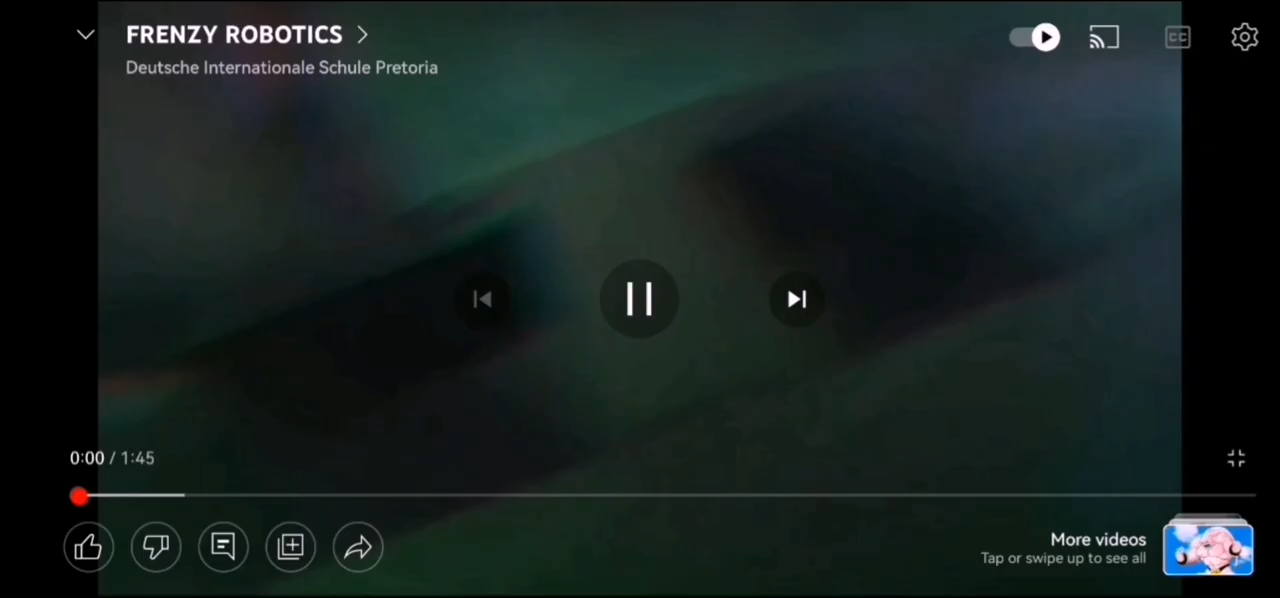 FRENZY ROBOTICS
Deutsche Internationale Schule Pretoria
CC
0:00 / 1:45
More videos
Tap or swipe up to see all